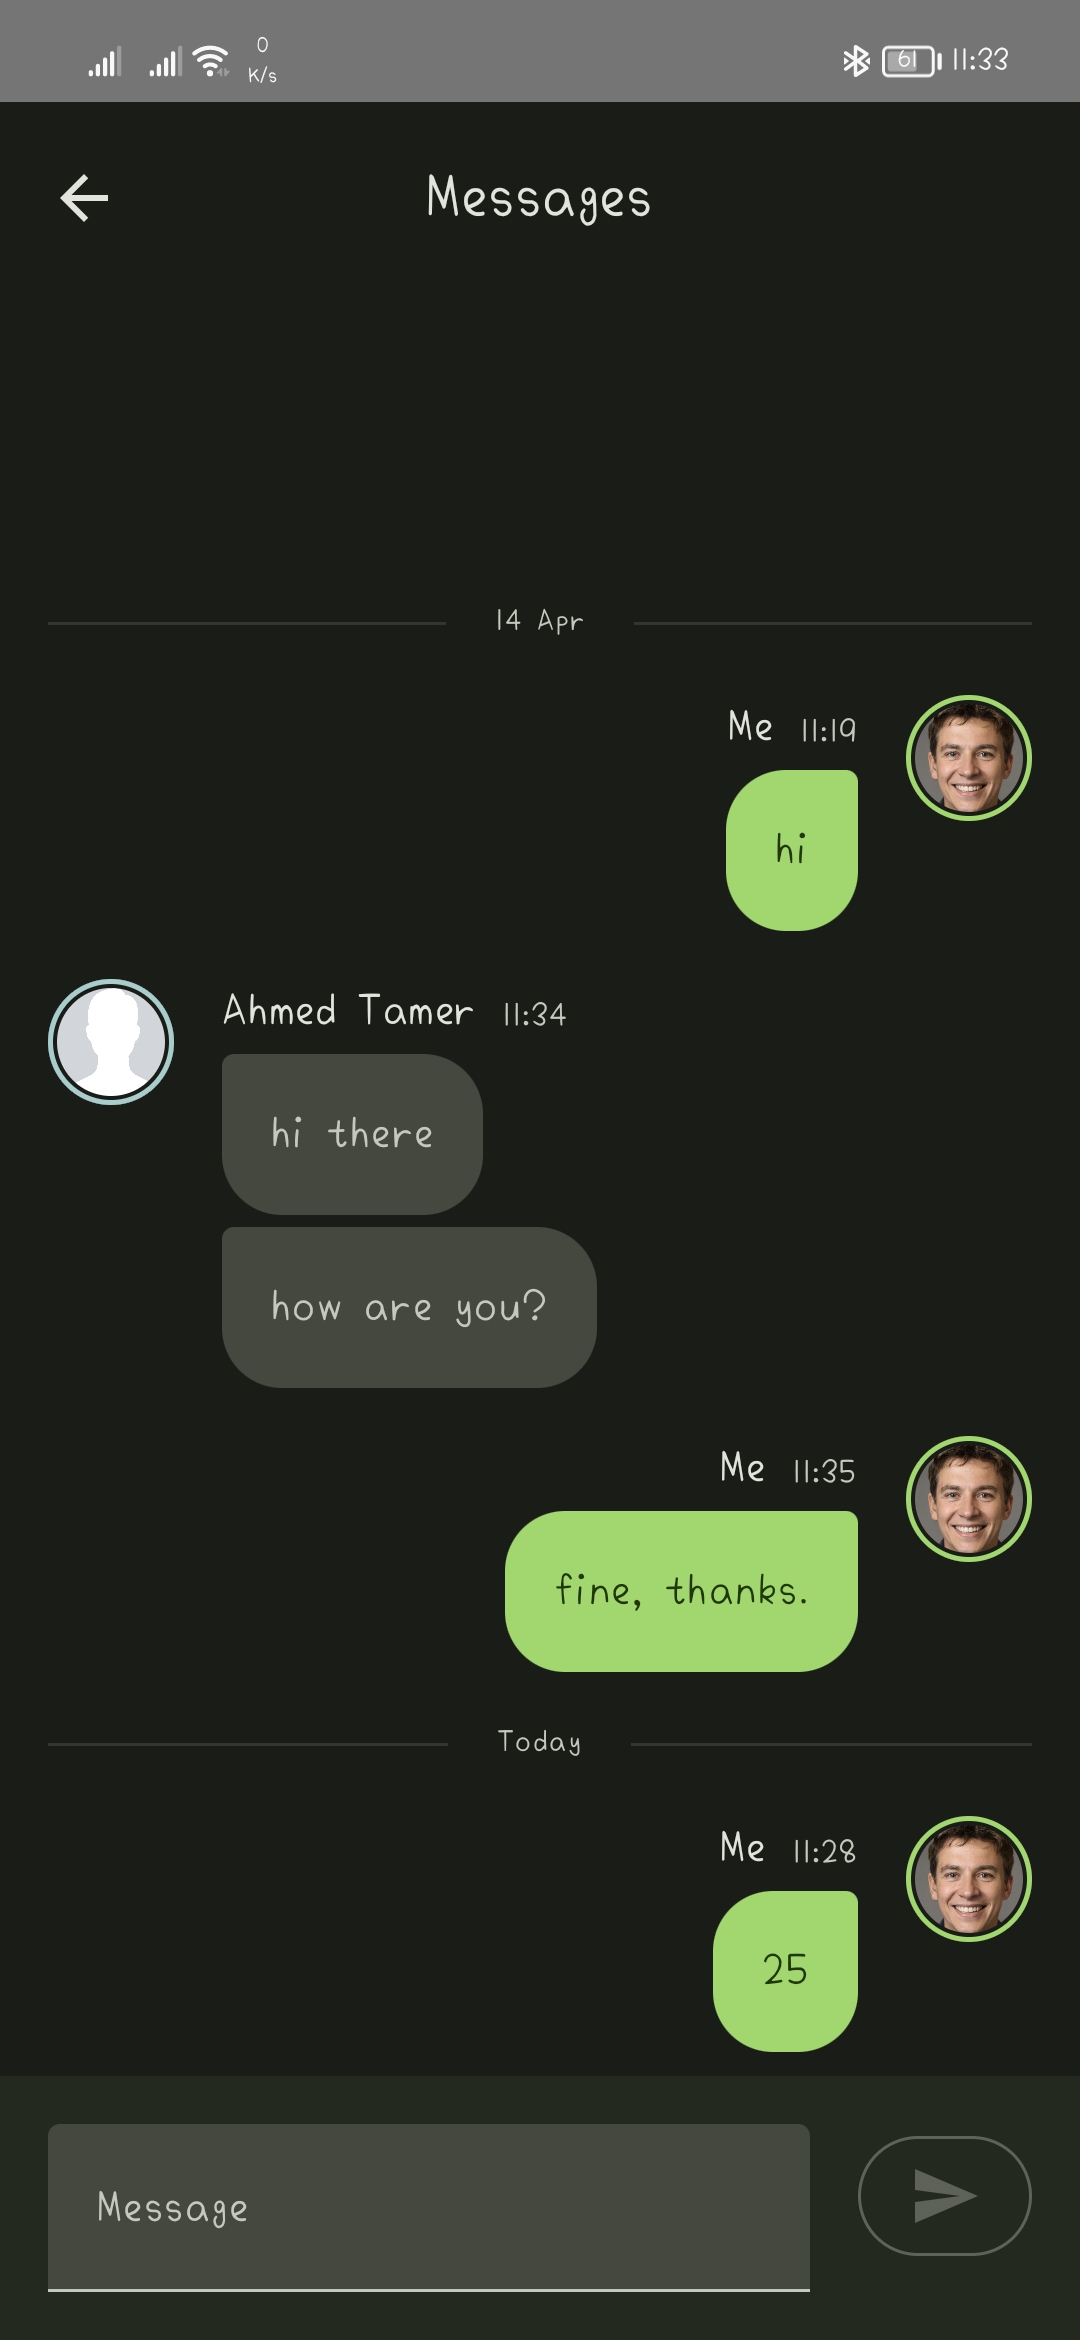 0
K/s
61 11:33
Messages
14 Apr
Me 11:19
hi
Ahmed Tamer 11:34
hi there
how are you?
Me 11:35
fine, thanks.
Today
Me 11:28
25
Message